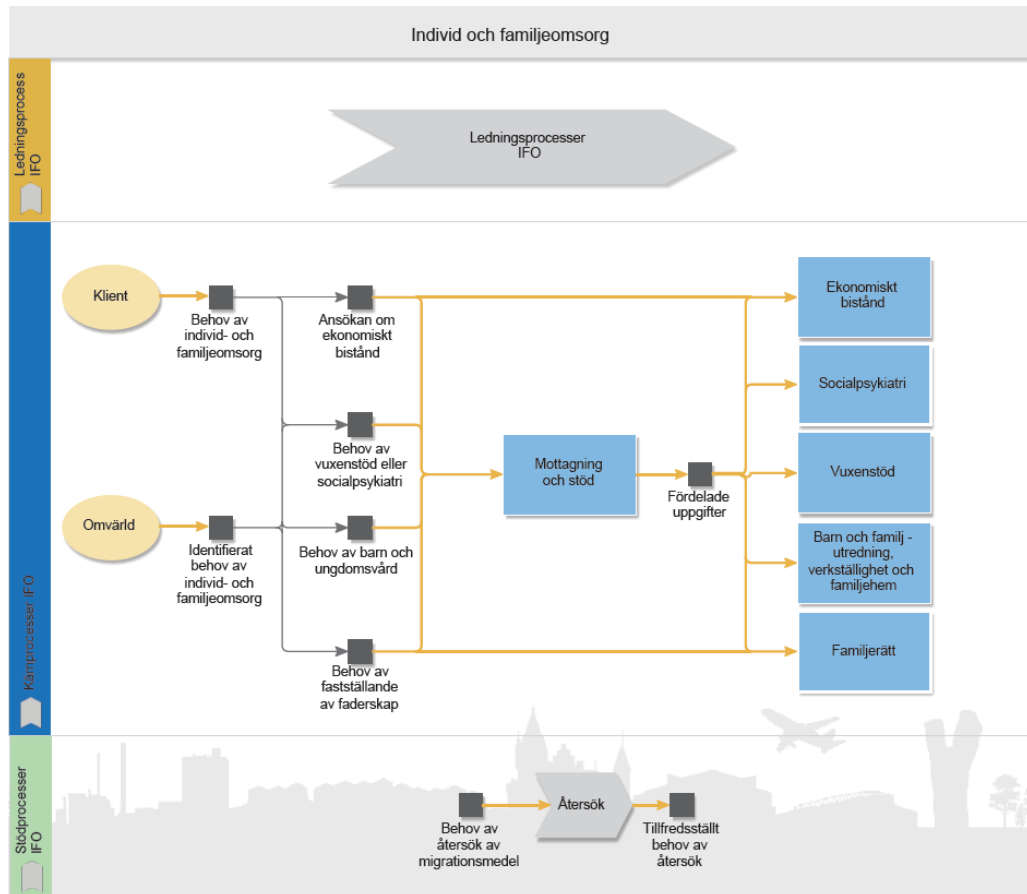 Individ och familjeomsorg
Ledningsprocess
IFO
Ledningsprocesser
IFO
Kärnprocesser IFO
Klient
Behov av
individ- och
familjeomsorg
Ansökan om
ekonomiskt
bistånd
Ekonomiskt
bistånd
Socialpsykiatri
Behov av
vuxenstöd eller
socialpsykiatri
Mottagning
och stöd
Fördelade
uppgifter
Vuxenstöd
Omvärld
Identifierat
behov av
individ- och
familjeomsorg
Behov av barn och
ungdomsvård
Barn och familj -
utredning,
verkställighet och
familjehem
Behov av
fastställande
av faderskap
Familjerätt
Stödprocesser
IFO
Behov av
återsök av
migrationsmedel
Återsök
Tillfredsställt
behov av
återsök